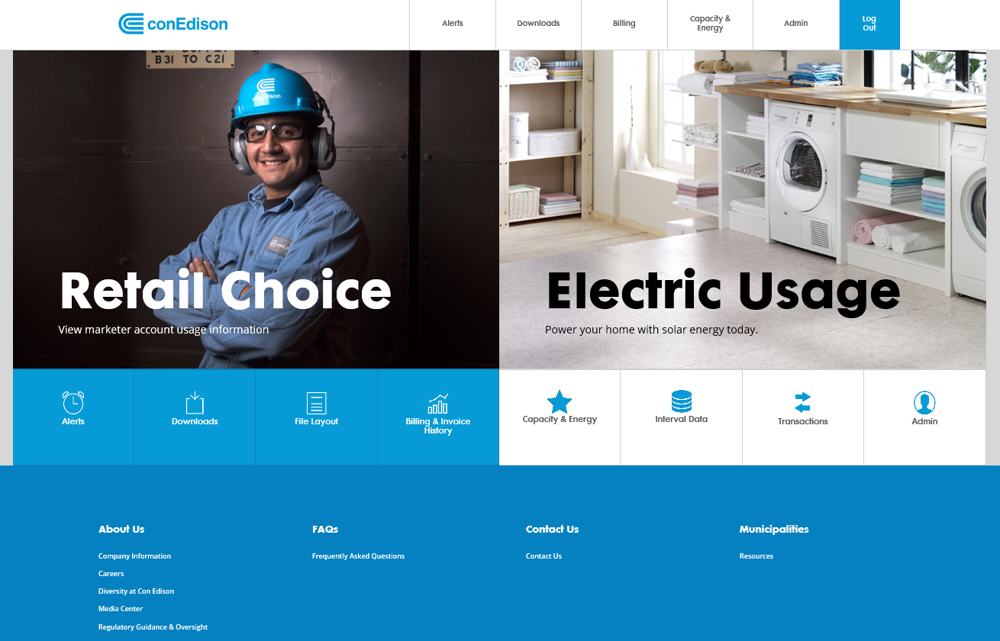 conEdison
Alerts
Downloads
Billing
Capacity &
Energy
Admin
Log
Out
B31 TO C21
conEdison
Retail Choice
View marketer account usage information
Electric Usage
Power your home with solar energy today.
Alerts
Downloads
File Layout
Billing & Invoice
History
Capacity & Energy
Interval Data
Transactions
Admin
About Us
Company Information
Careers
Diversity at Con Edison
Media Center
Regulatory Guidance & Oversight
FAQs
Frequently Asked Questions
Contact Us
Contact Us
Municipalities
Resources